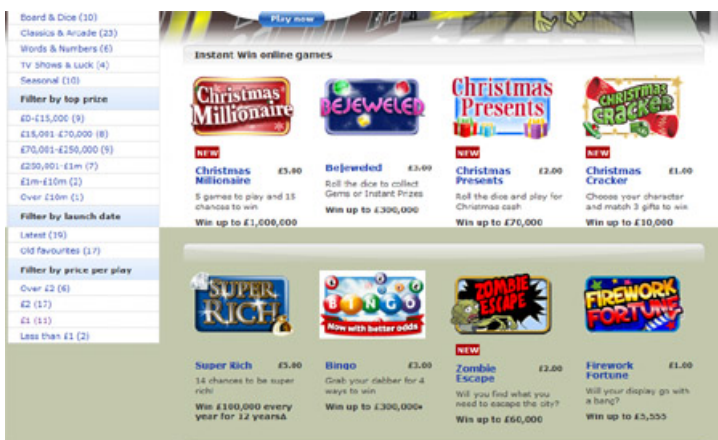 Board & Dice (10)
Classics & Arcade (23)
Words & Numbers (6)
TV Shows & Luck (4)
Seasonal (10)
Filter by top prize
£0-£15,000 (9)
£15,001-£70,000 (8)
£70,001-£250,000 (9)
£250,001-£1m (7)
£1m-£10m (2)
Over £10m (1)
Filter by launch date
Latest (19)
Old favourites (17)
Filter by price per play
Over £2 (6)
£2 (17)
£1 (11)
Less than £1 (2)
Play now
Instant Win online games
Christmas
Millionaire
NEW
Christmas £5.00
Millionaire
5 games to play and 15
chances to win
Win up to £1,000,000
BEJEWELED
Bejeweled £3.00
Roll the dice to collect
Gems or Instant Prizes
Win up to £300,000
Christmas
Presents
NEW
Christmas £2.00
Presents
Roll the dice and play for
Christmas cash
Win up to £70,000
CHRISTMAS
CRACKER
NEW
Christmas £1.00
Cracker
Choose your character
and match 3 gifts to win
Win up to £10,000
SUPER
RICH
Super Rich £5.00
14 chances to be super
rich!
Win £100,000 every
year for 12 yearsΔ
BINGO
Now with better odds
Bingo £3.00
Grab your dabber for 4
ways to win
Win up to £300,000
ZOMBIE
ESCAPE
NEW
Zombie £2.00
Escape
Will you find what you
need to escape the city?
Win up to £60,000
FIREWORK
FORTUNE
Firework £1.00
Fortune
Will your display go with
a bang?
Win up to £5,555